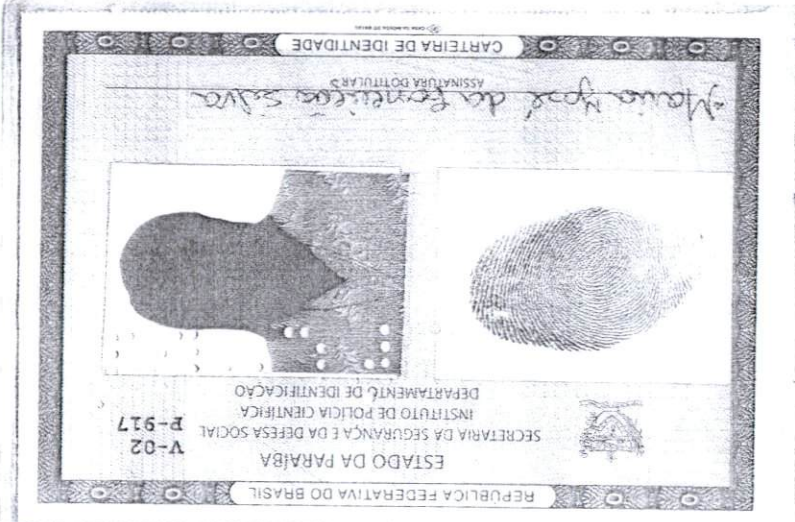 REPÚBLICA FEDERATIVA DO BRASIL
ESTADO DA PARAÍBA
SECRETARIA DA SEGURANÇA E DA DEFESA SOCIAL
INSTITUTO DE POLÍCIA CIENTÍFICA
DEPARTAMENTO DE IDENTIFICAÇÃO
V-02
F-917
Maria José da Conceição Silva
ASSINATURA DO TITULAR
CARTEIRA DE IDENTIDADE